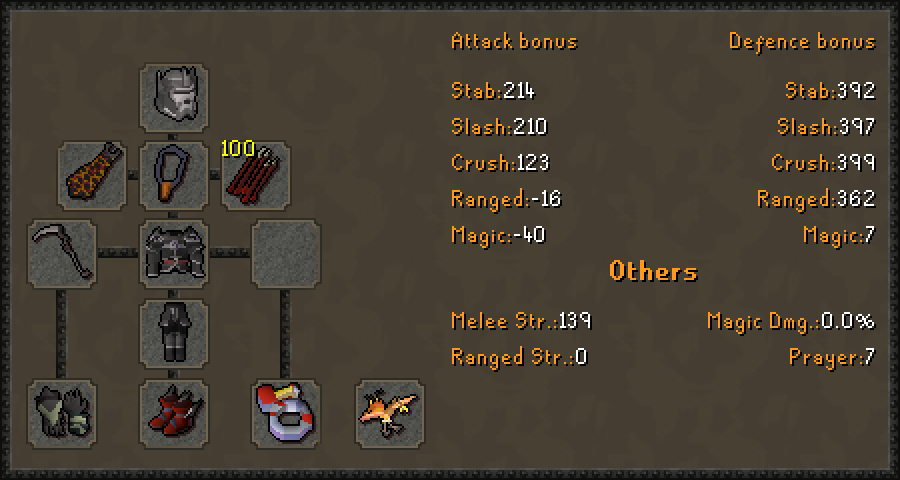 Attack bonus Defence bonus
Stab:214 Stab:392
Slash:210 Slash:397
100
Crush:123 Crush:399
Ranged:-16 Ranged:362
Magic:-40 Magic:7
Others
Melee Str.:139 Magic Dmg.:0.0%
Ranged Str.:0 Prayer:7